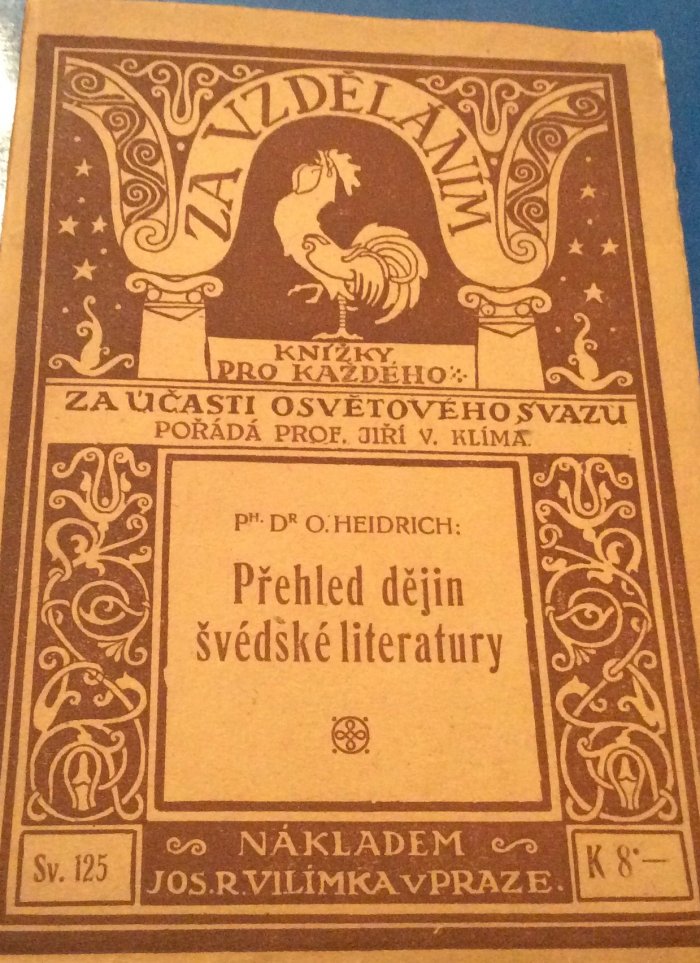 ZA VZDĚLÁNÍM
KNÍŽKY
PRO KAŽDÉHO
ZA ÚČASTI OSVĚTOVÉHO SVAZU
POŘÁDÁ PROF. JIŘÍ V. KLÍMA.
PH. DR O. HEIDRICH:
Přehled dějin
švédské literatury
Sv. 125
NÁKLADEM
JOS. R. VILÍMKA V PRAZE.
K 8·—